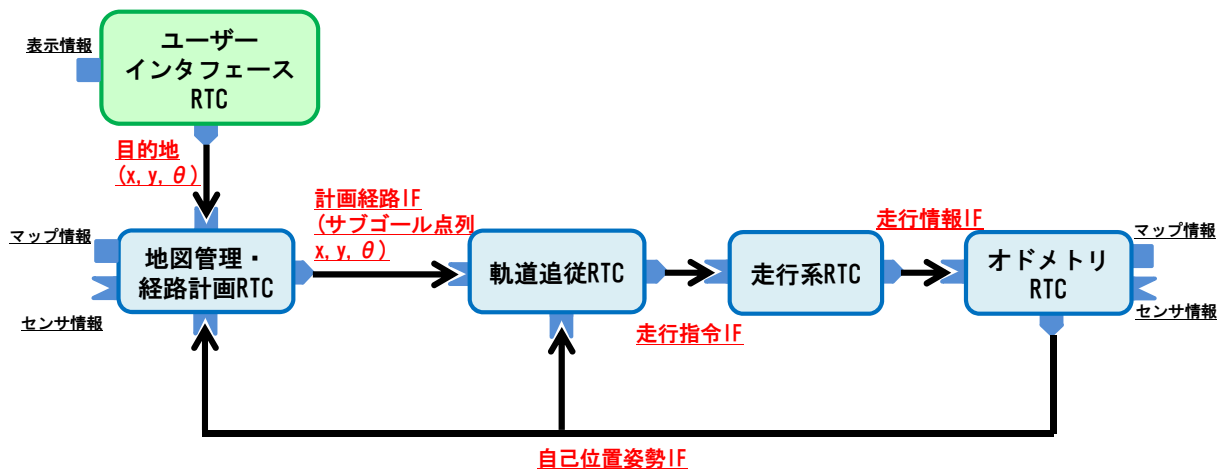 表示情報
ユーザー
インタフェース
RTC
目的地
(x, y, θ)
マップ情報
地図管理・
経路計画RTC
センサ情報
計画経路IF
(サブゴール点列
x, y, θ)
軌道追従RTC
走行指令IF
走行系RTC
走行情報IF
オドメトリ
RTC
マップ情報
センサ情報
自己位置姿勢IF